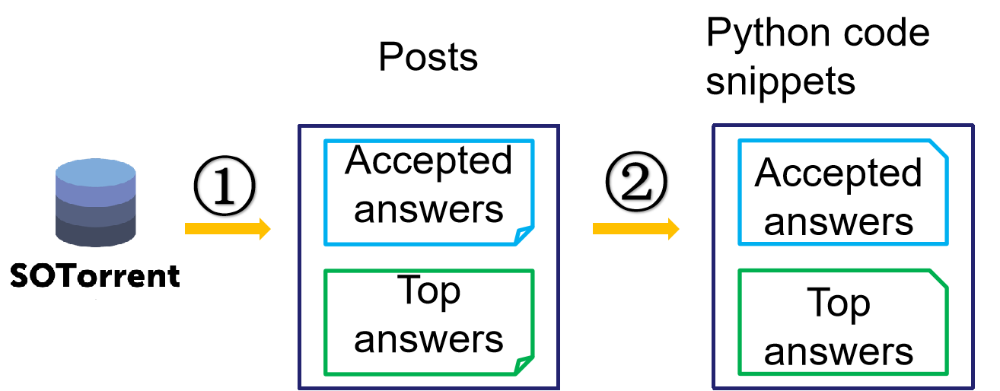 SOTorrent
①
Posts
Accepted
answers
Top
answers
②
Python code
snippets
Accepted
answers
Top
answers